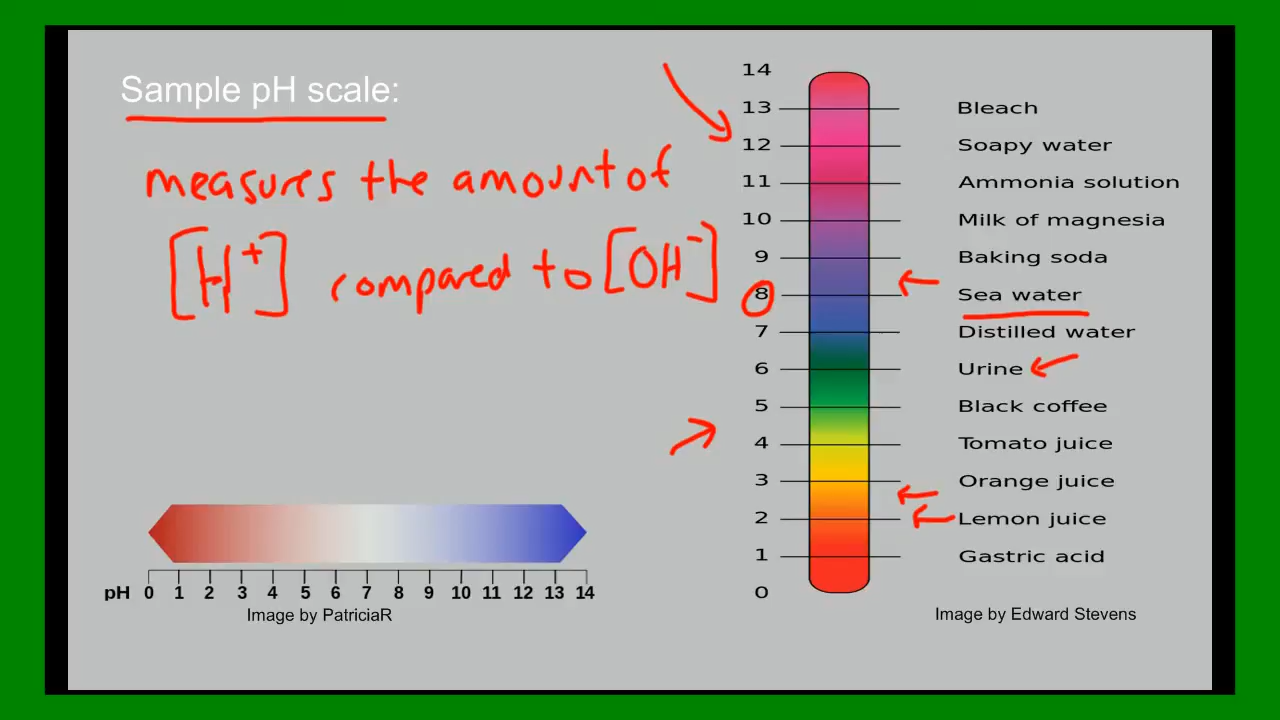 Sample pH scale:
measures the amount of
[H+] compared to [OH-]
14
13 Bleach
12 Soapy water
11 Ammonia solution
10 Milk of magnesia
9 Baking soda
8 Sea water
7 Distilled water
6 Urine
5 Black coffee
4 Tomato juice
3 Orange juice
2 Lemon juice
1 Gastric acid
0
pH 0 1 2 3 4 5 6 7 8 9 10 11 12 13 14
Image by PatriciaR
Image by Edward Stevens